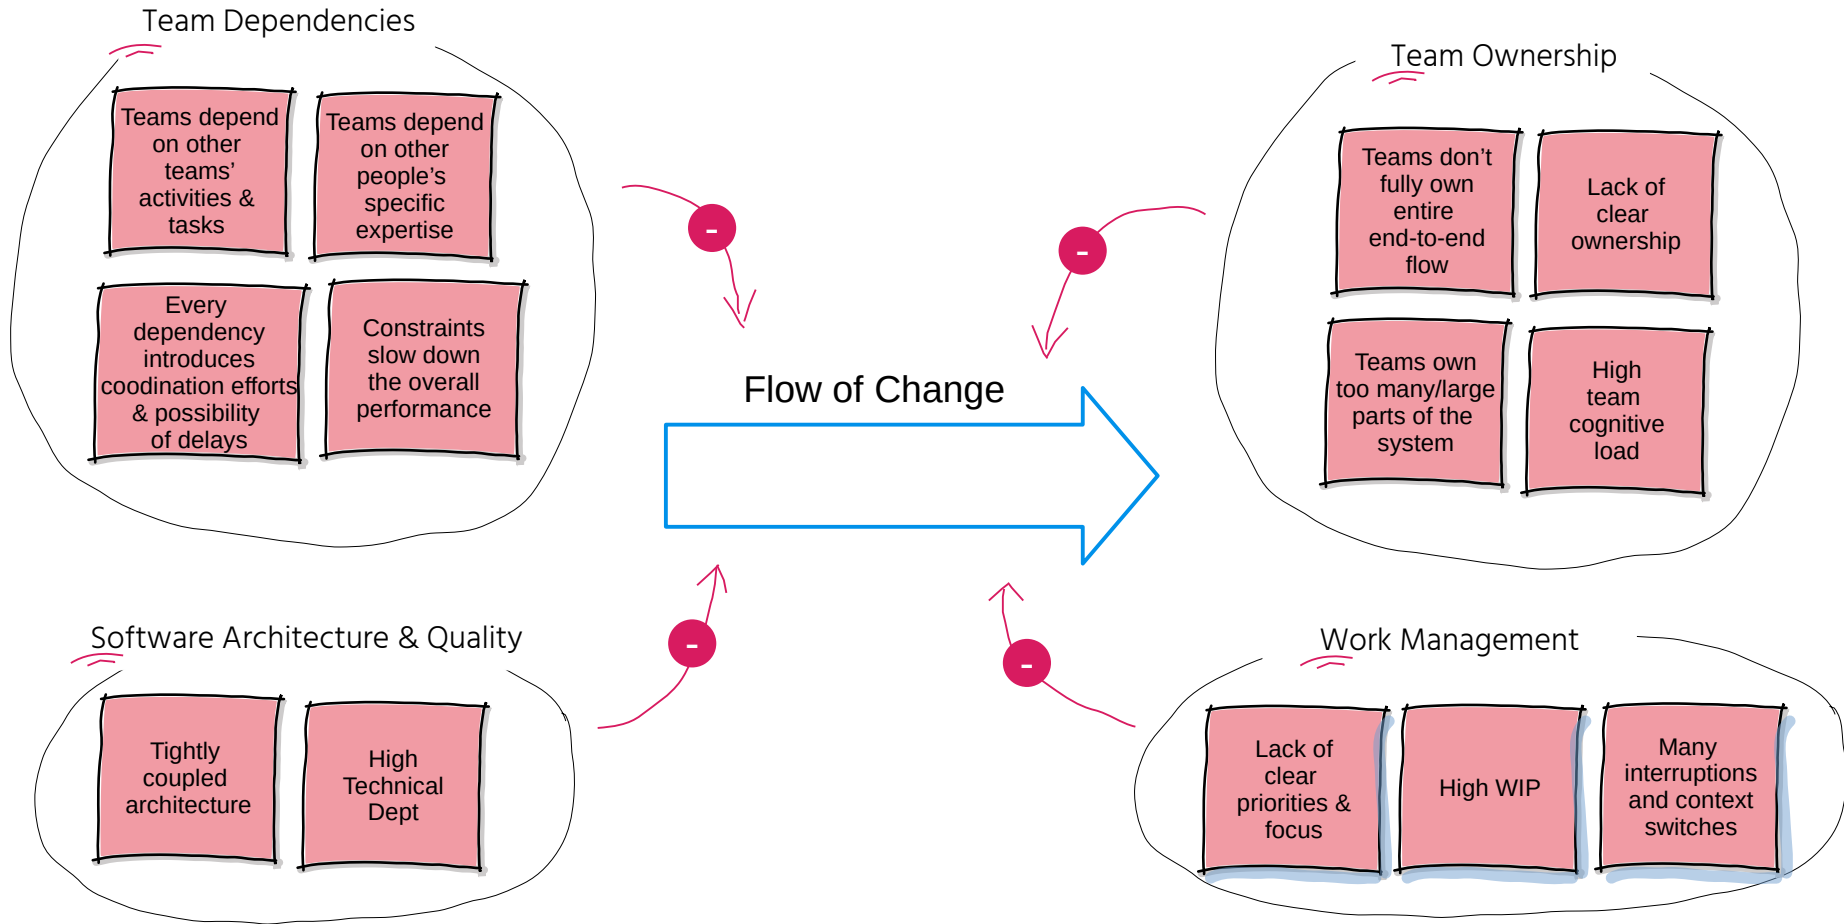 Team Dependencies
Teams depend
on other
teams’
activities &
tasks
Teams depend
on other
people’s
specific
expertise
Every
dependency
introduces
coodination efforts
& possibility
of delays
Constraints
slow down
the overall
performance
-
-
Team Ownership
Teams don’t
fully own
entire
end-to-end
flow
Lack of
clear
ownership
Teams own
too many/large
parts of the
system
High
team
cognitive
load
Flow of Change
Software Architecture & Quality
Tightly
coupled
architecture
High
Technical
Dept
-
-
Work Management
Lack of
clear
priorities &
focus
High WIP
Many
interruptions
and context
switches